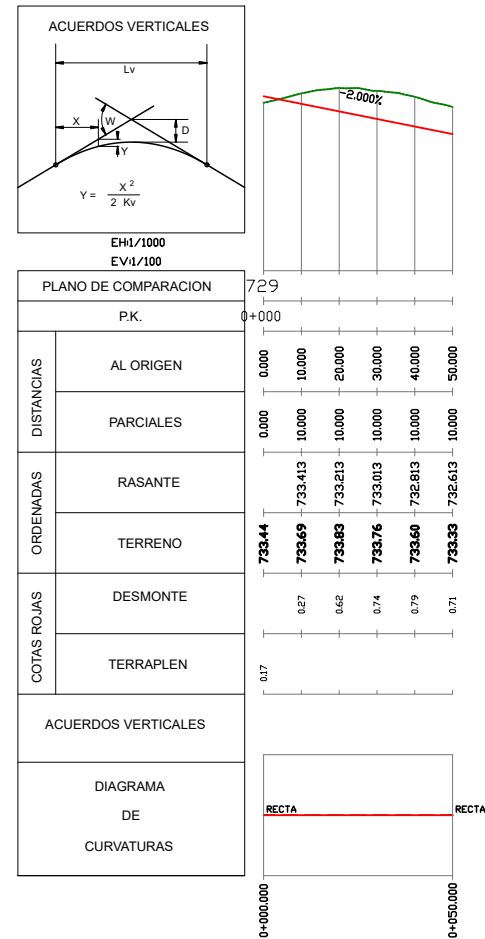 ACUERDOS VERTICALES
Lv
X
W
D
Y
Y = X 2
2 Kv
-2.000%
EH:1/1000
EV:1/100
PLANO DE COMPARACION 729
P.K. 0+000
DISTANCIAS
AL ORIGEN 0.000 10.000 20.000 30.000 40.000 50.000
PARCIALES 0.000 10.000 10.000 10.000 10.000 10.000
ORDENADAS
RASANTE 733.413 733.213 733.013 732.813 732.613
TERRENO 733.44 733.69 733.83 733.76 733.60 733.33
COTAS ROJAS
DESMONTE 0.27 0.62 0.74 0.79 0.71
TERRAPLEN 0.17
ACUERDOS VERTICALES
DIAGRAMA
DE
CURVATURAS
RECTA RECTA
0+000.000 0+050.000